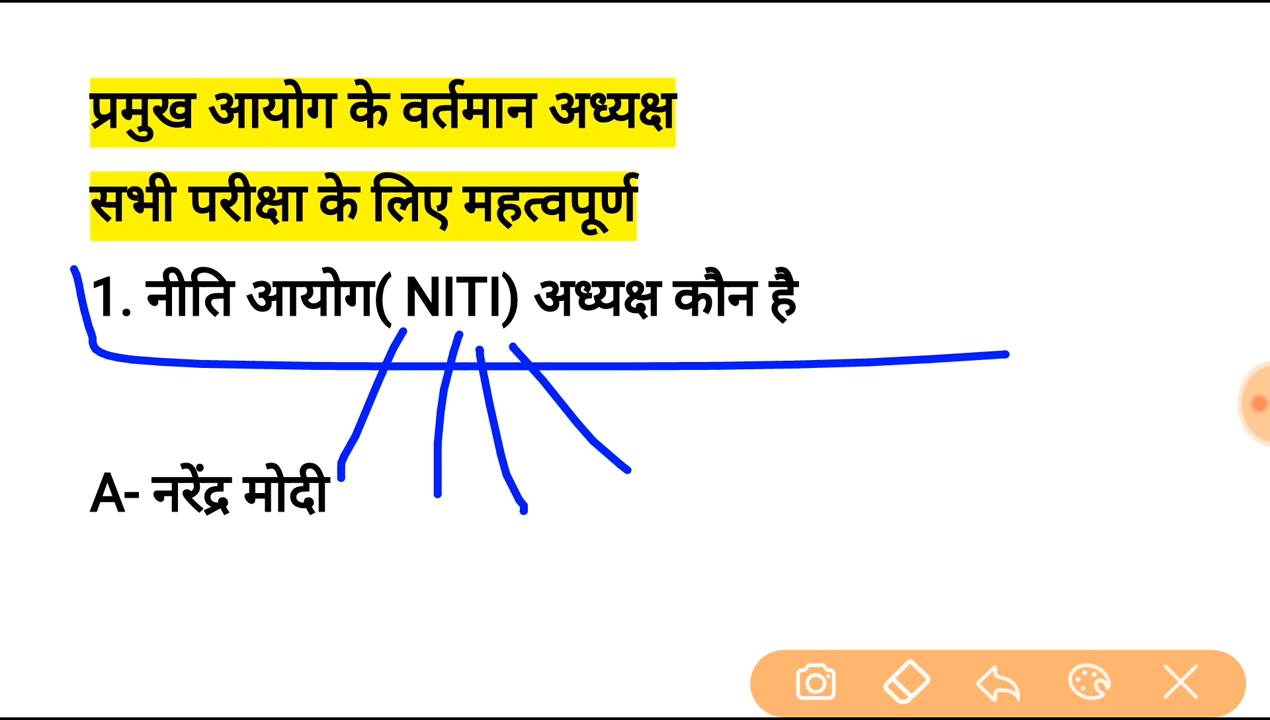 प्रमुख आयोग के वर्तमान अध्यक्ष
सभी परीक्षा के लिए महत्वपूर्ण
1. नीति आयोग( NITI) अध्यक्ष कौन है
A- नरेंद्र मोदी